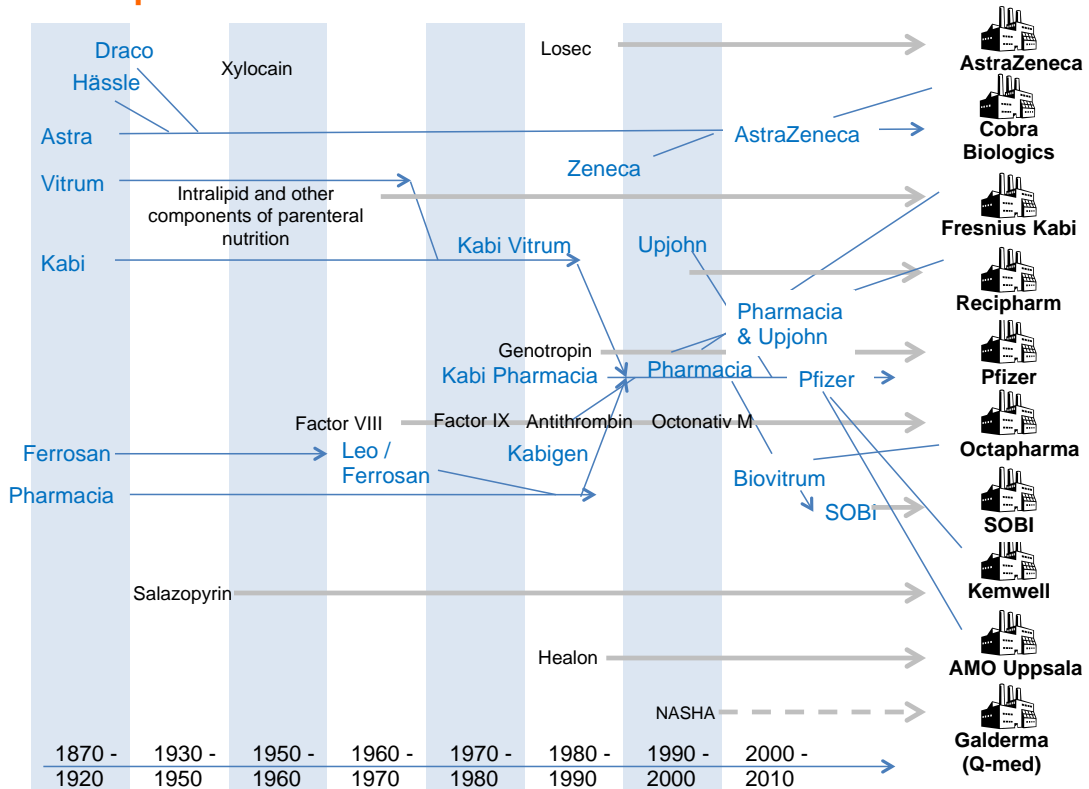 Draco
Hässle
Xylocain
Losec
AstraZeneca
Astra
AstraZeneca
Zeneca
Cobra
Biologics
Vitrum
Intralipid and other
components of parenteral
nutrition
Fresnius Kabi
Kabi
Kabi Vitrum
Upjohn
Recipharm
Pharmacia
& Upjohn
Genotropin
Kabi Pharmacia
Pharmacia
Pfizer
Pfizer
Factor VIII
Factor IX
Antithrombin
Octonativ M
Octapharma
Ferrosan
Leo /
Ferrosan
Kabigen
Biovitrum
Pharmacia
SOBI
SOBI
Kemwell
Salazopyrin
Healon
AMO Uppsala
NASHA
Galderma
(Q-med)
1870 -
1920
1930 -
1950
1950 -
1960
1960 -
1970
1970 -
1980
1980 -
1990
1990 -
2000
2000 -
2010